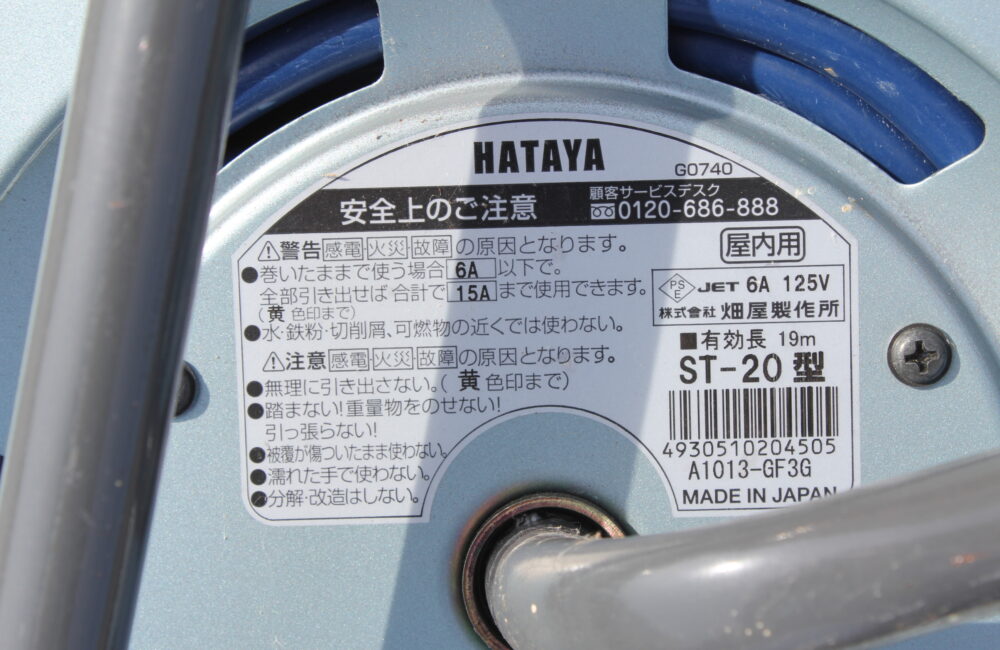 HATAYA
G0740
安全上のご注意
顧客サービスデスク
0120-686-888
警告 感電・火災・故障 の原因となります。
●巻いたままで使う場合 6A 以下で。
全部引き出せば 合計で 15A まで使用できます。
(黄色印まで)
●水・鉄粉・切削屑、可燃物の近くでは使わない。
注意 感電・火災・故障 の原因となります。
●無理に引き出さない。( 黄 色印まで)
●踏まない!重量物をのせない!
引っ張らない!
●被覆が傷ついたまま使わない。
●濡れた手で使わない。
●分解・改造はしない。
屋内用
PSE JET 6A 125V
株式会社 畑屋製作所
■有効長 19m
ST-20 型
4930510204505
A1013-GF3G
MADE IN JAPAN